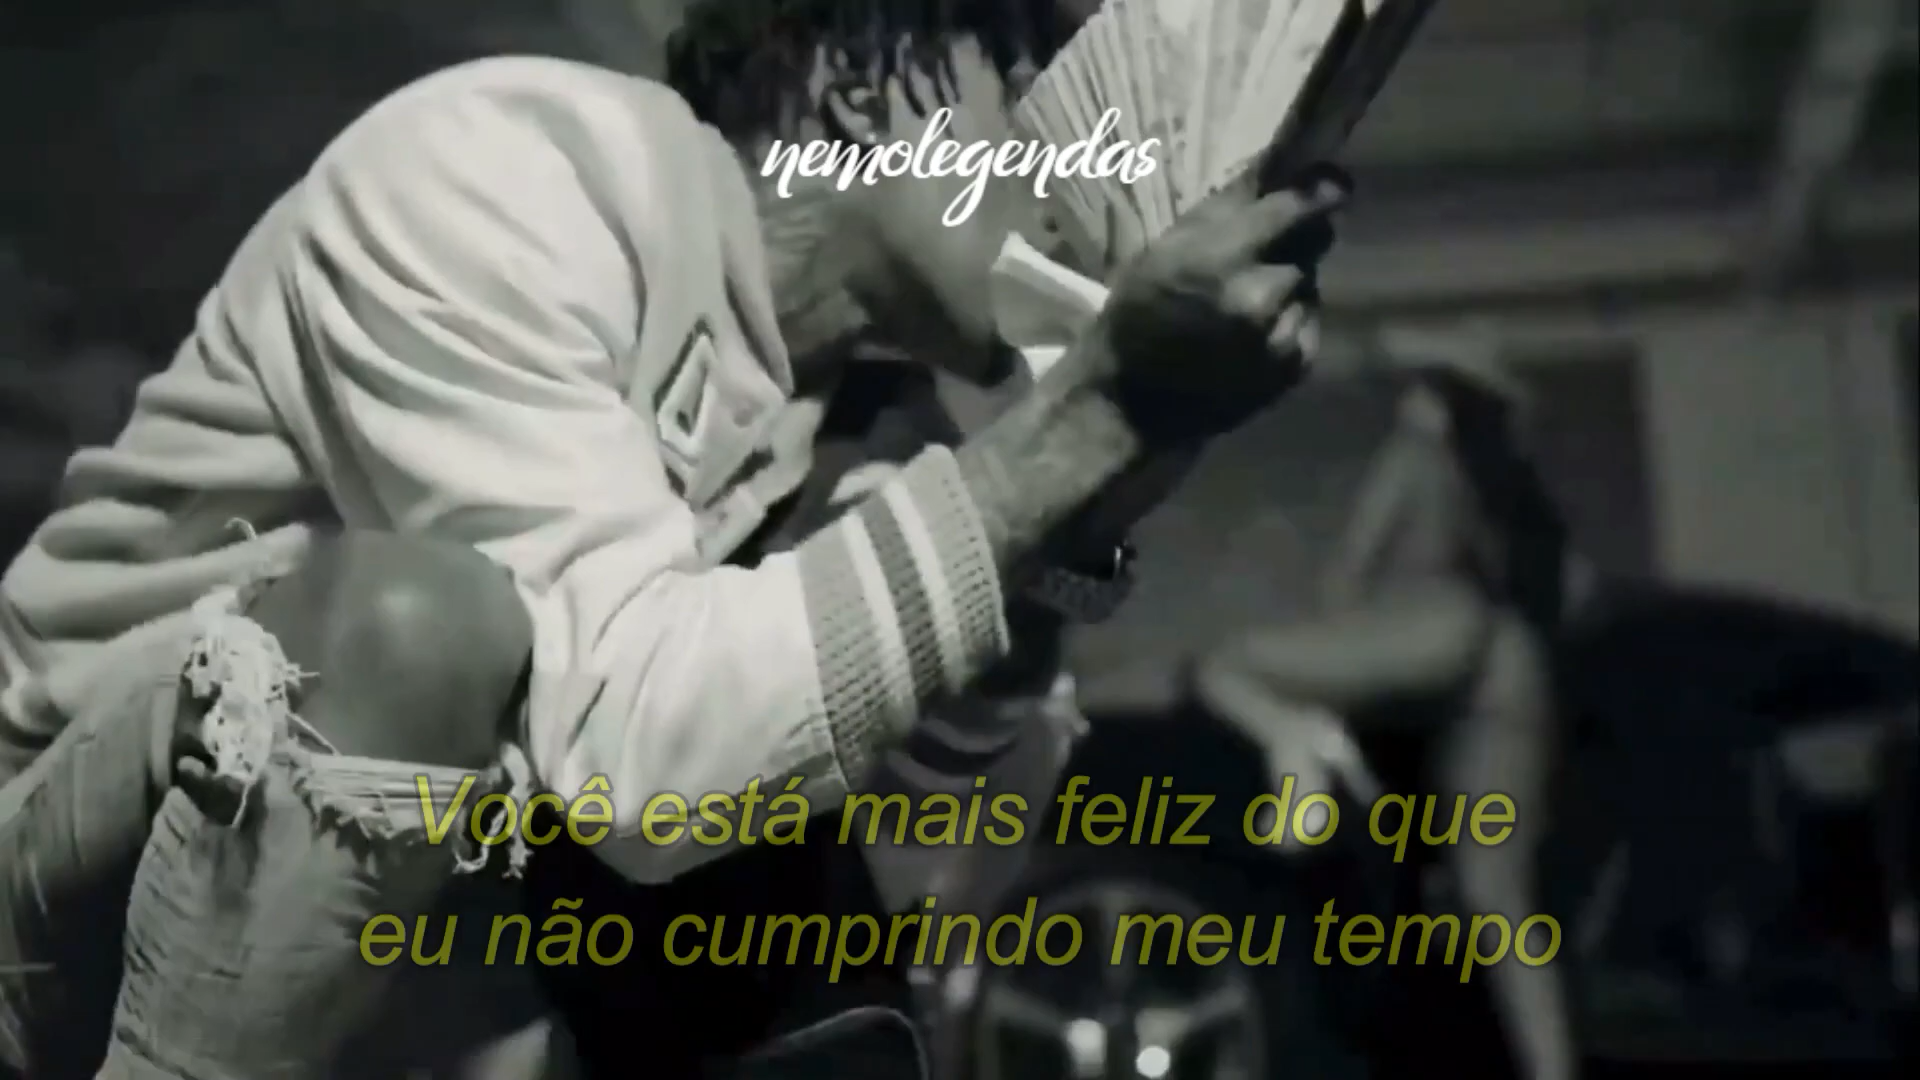 nemolegendas
Você está mais feliz do que
eu não cumprindo meu tempo